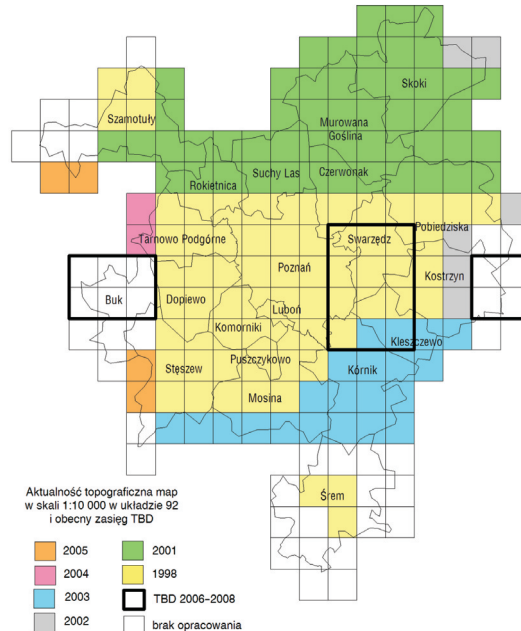 Skoki
Szamotuły
Murowana
Goślina
Suchy Las
Czerwonak
Rokietnica
Pobiedziska
Tarnowo Podgórne
Swarzędz
Poznań
Kostrzyn
Buk
Dopiewo
Luboń
Komorniki
Kleszczewo
Puszczykowo
Stęszew
Kórnik
Mosina
Śrem
Aktualność topograficzna map
w skali 1:10 000 w układzie 92
i obecny zasięg TBD
2005
2001
2004
1998
2003
TBD 2006–2008
2002
brak opracowania